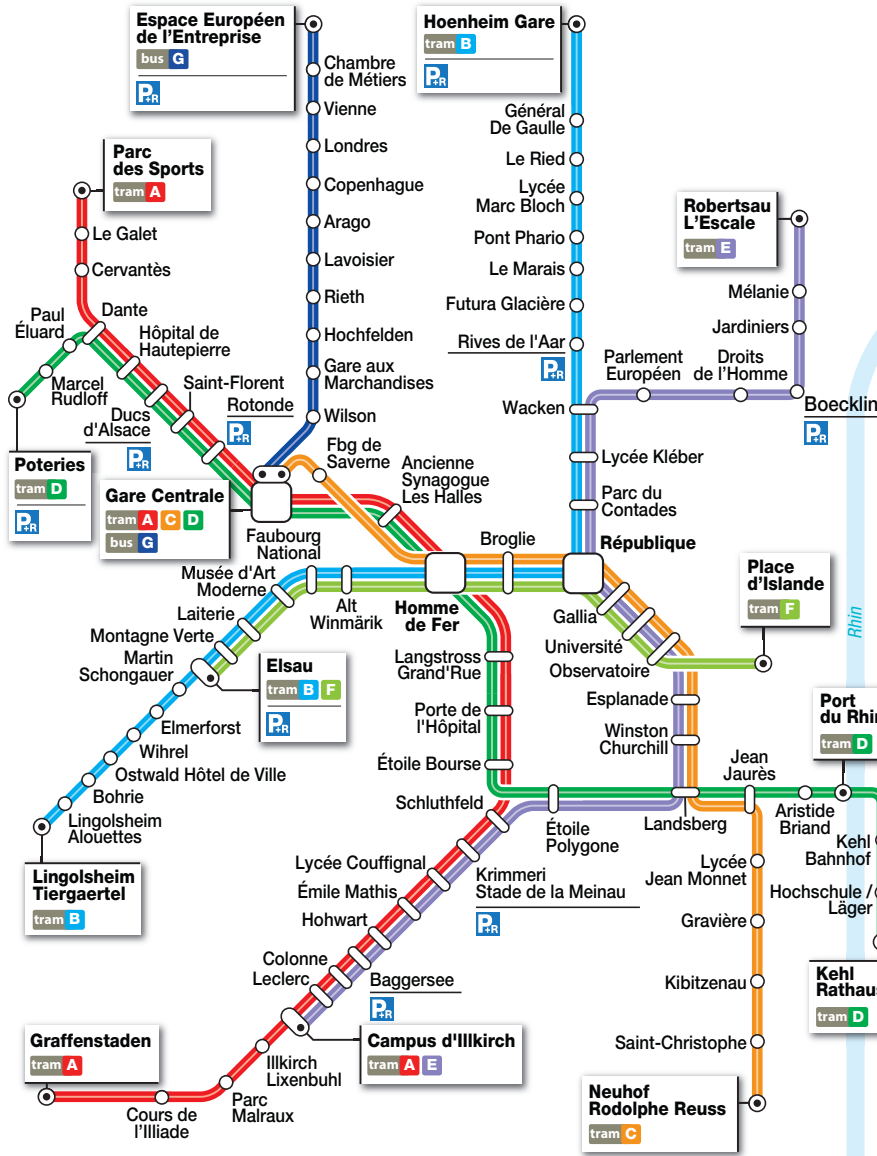 Espace Européen
de l'Entreprise
bus G
P+R
Hoenheim Gare
tram B
P+R
Chambre
de Métiers
Vienne
Londres
Copenhague
Arago
Lavoisier
Rieth
Hochfelden
Gare aux
Marchandises
Wilson
Général
De Gaulle
Le Ried
Lycée
Marc Bloch
Pont Phario
Le Marais
Futura Glacière
Rives de l'Aar
P+R
Wacken
Lycée Kléber
Parc du
Contades
République
Parc
des Sports
tram A
Le Galet
Cervantès
Dante
Paul
Éluard
Marcel
Rudloff
Hôpital de
Hautepierre
Ducs
d'Alsace
P+R
Saint-Florent
Rotonde
P+R
Poteries
tram D
P+R
Gare Centrale
tram A C D
bus G
Robertsau
L'Escale
tram E
Mélanie
Jardiniers
Parlement
Européen
Droits
de l'Homme
Boecklin
P+R
Fbg de
Saverne
Ancienne
Synagogue
Les Halles
Faubourg
National
Musée d'Art
Moderne
Laiterie
Montagne Verte
Martin
Schongauer
Alt
Winmärik
Homme
de Fer
Broglie
Gallia
Université
Observatoire
Place
d'Islande
tram F
Rhin
Elsau
tram B F
P+R
Elmerforst
Wihrel
Ostwald Hôtel de Ville
Bohrie
Lingolsheim
Alouettes
Lingolsheim
Tiergaertel
tram B
Langstross
Grand'Rue
Porte de
l'Hôpital
Étoile Bourse
Schluthfeld
Esplanade
Winston
Churchill
Landsberg
Jean
Jaurès
Étoile
Polygone
Port
du Rhin
tram D
Aristide
Briand
Kehl
Bahnhof
Hochschule /
Läger
Kehl
Rathaus
tram D
Lycée Couffignal
Émile Mathis
Hohwart
Colonne
Leclerc
Krimmeri
Stade de la Meinau
P+R
Baggersee
P+R
Lycée
Jean Monnet
Gravière
Kibitzenau
Saint-Christophe
Neuhof
Rodolphe Reuss
tram C
Campus d'Illkirch
tram A E
Illkirch
Lixenbuhl
Parc
Malraux
Cours de
l'Illiade
Graffenstaden
tram A